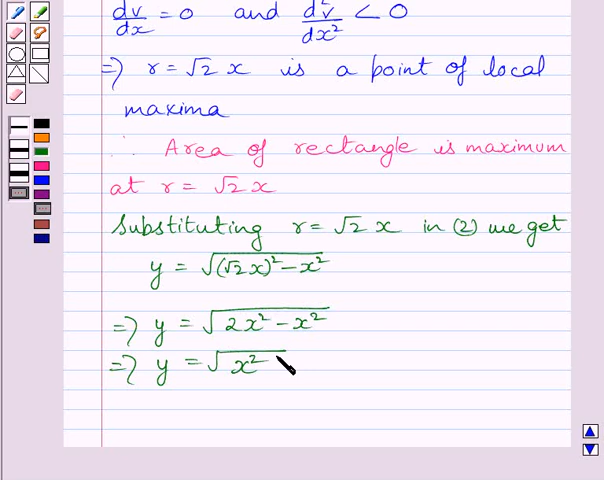 dv/dx = 0 and d²v/dx² < 0
=> r = √2 x is a point of local
maxima
∴ Area of rectangle is maximum
at r = √2 x
Substituting r = √2 x in (2) we get
y = √((√2x)² - x²)
=> y = √(2x² - x²)
=> y = √(x²)